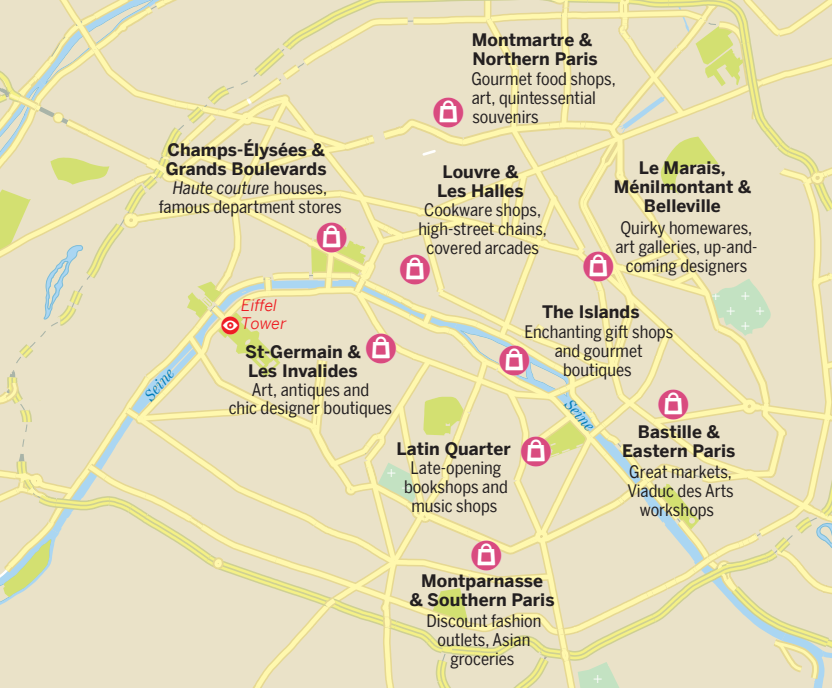 Montmartre &
Northern Paris
Gourmet food shops,
art, quintessential
souvenirs
Champs-Élysées &
Grands Boulevards
Haute couture houses,
famous department stores
Louvre &
Les Halles
Cookware shops,
high-street chains,
covered arcades
Le Marais,
Ménilmontant &
Belleville
Quirky homewares,
art galleries, up-and-
coming designers
Eiffel
Tower
The Islands
Enchanting gift shops
and gourmet
boutiques
St-Germain &
Les Invalides
Art, antiques and
chic designer boutiques
Seine
Seine
Latin Quarter
Late-opening
bookshops and
music shops
Bastille &
Eastern Paris
Great markets,
Viaduc des Arts
workshops
Montparnasse
& Southern Paris
Discount fashion
outlets, Asian
groceries